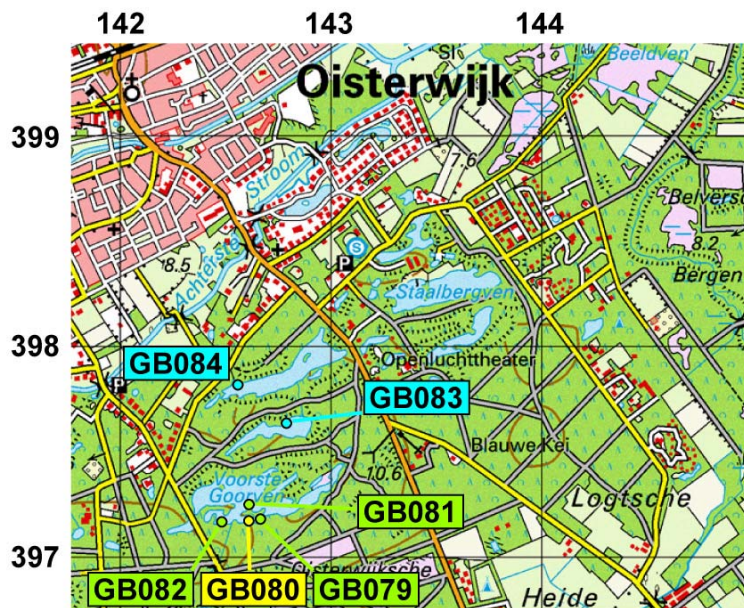 142 143 144
Beeldven
Oisterwijk
399
Stroom
7.6
8.2
Bergen
Achterste
8.5
S
P
Staalbergven
398
GB084
Openluchttheater
P
GB083
Blauwe Kei
10.6
Voorste
Goorven
GB081
Logtsche
397
GB082 GB080 GB079
Heide